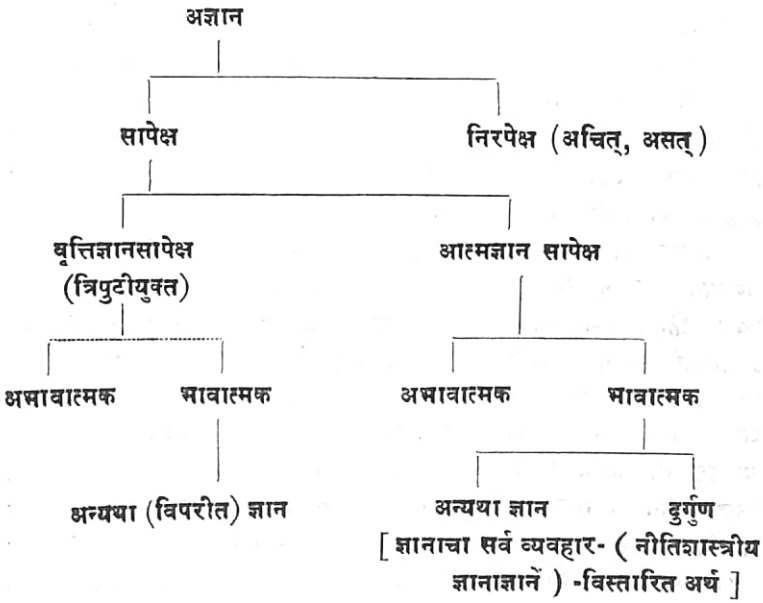 अज्ञान
सापेक्ष निरपेक्ष (अचित्, असत्)
वृत्तिज्ञानसापेक्ष आत्मज्ञान सापेक्ष
(त्रिपुटीयुक्त)
अभावात्मक भावात्मक अभावात्मक भावात्मक
अन्यथा (विपरीत) ज्ञान अन्यथा ज्ञान दुर्गुण
[ ज्ञानाचा सर्व व्यवहार- ( नीतिशास्त्रीय
ज्ञानाज्ञानें ) -विस्तारित अर्थ ]